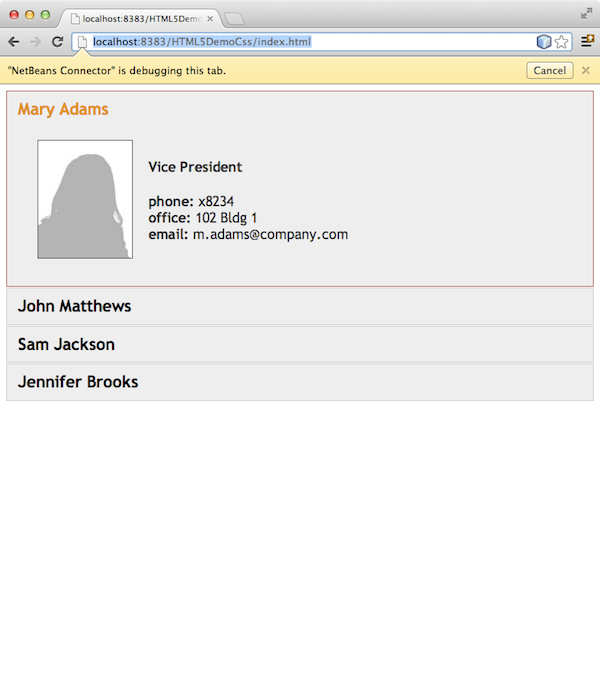 localhost:8383/HTML5Demo
localhost:8383/HTML5DemoCss/index.html
"NetBeans Connector" is debugging this tab.
Cancel
Mary Adams
Vice President
phone: x8234
office: 102 Bldg 1
email: m.adams@company.com
John Matthews
Sam Jackson
Jennifer Brooks